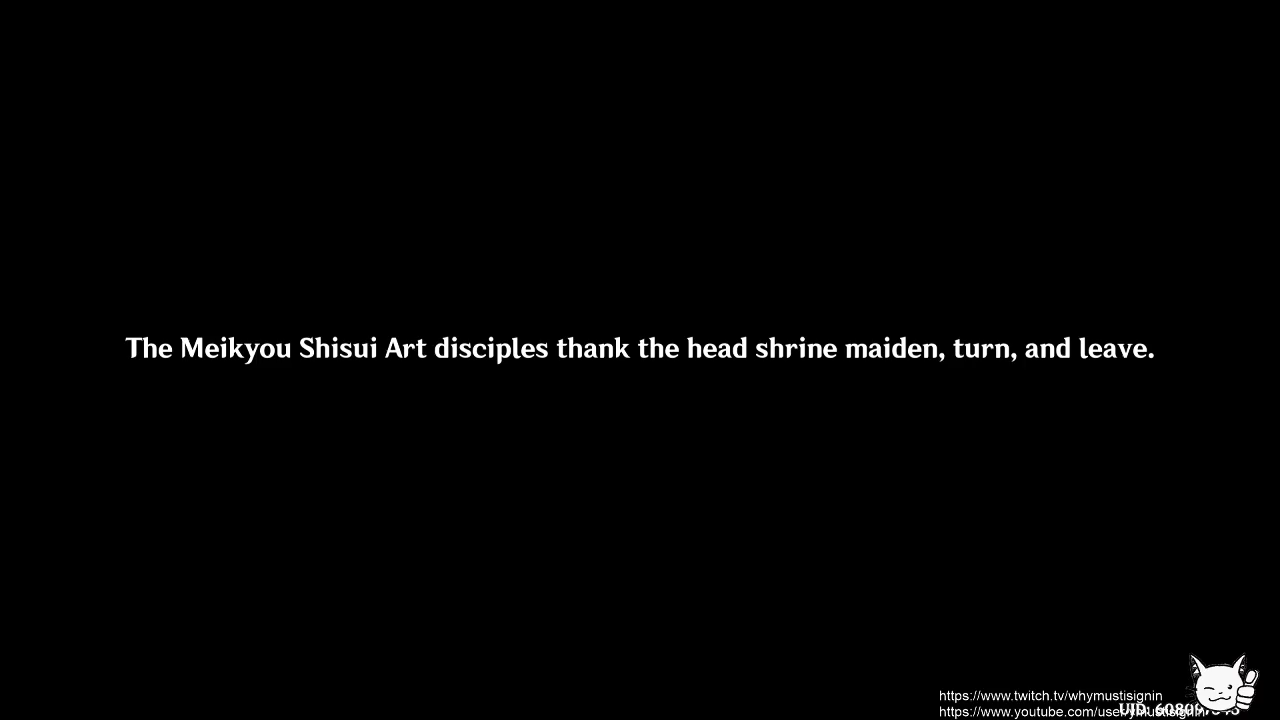 The Meikyou Shisui Art disciples thank the head shrine maiden, turn, and leave.
https://www.twitch.tv/whymustisignin
https://www.youtube.com/user/
UID: